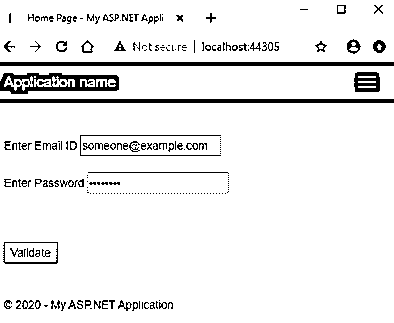 Home Page - My ASP.NET Appli
Not secure | localhost:44305
Application name
Enter Email ID someone@example.com
Enter Password ••••••••
Validate
© 2020 - My ASP.NET Application